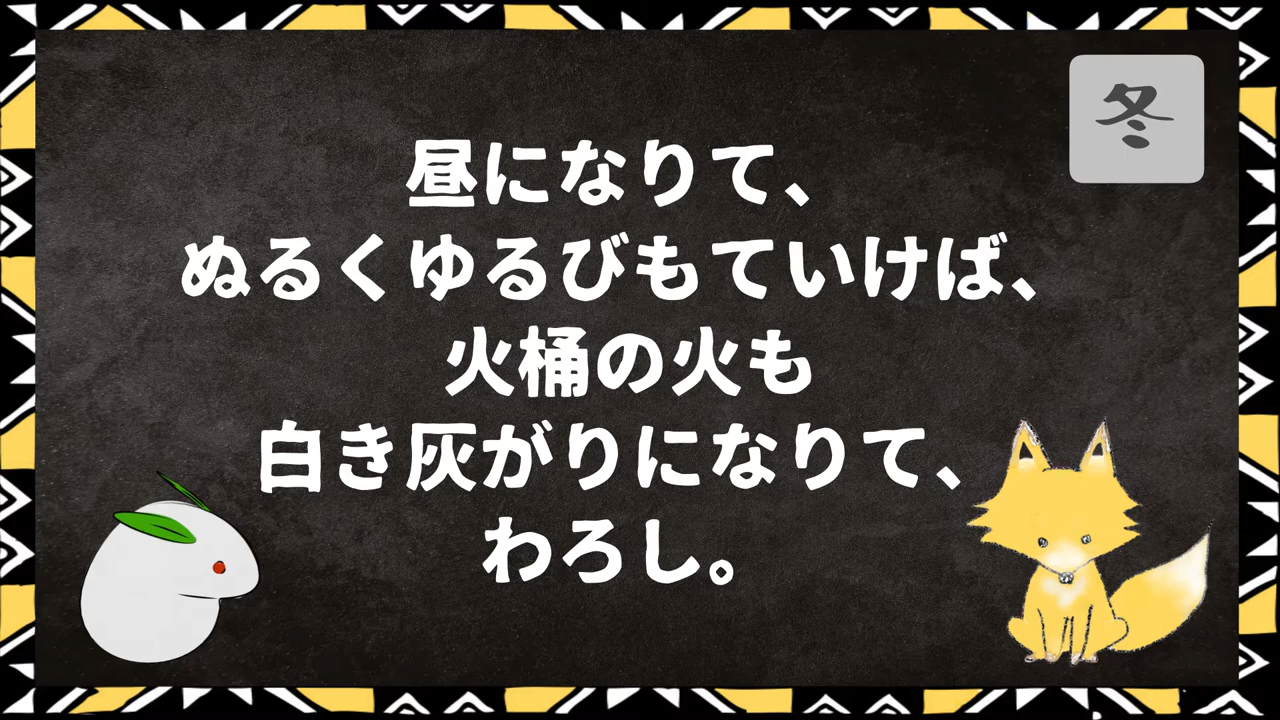 冬
昼になりて、
ぬるくゆるびもていけば、
火桶の火も
白き灰がりになりて、
わろし。